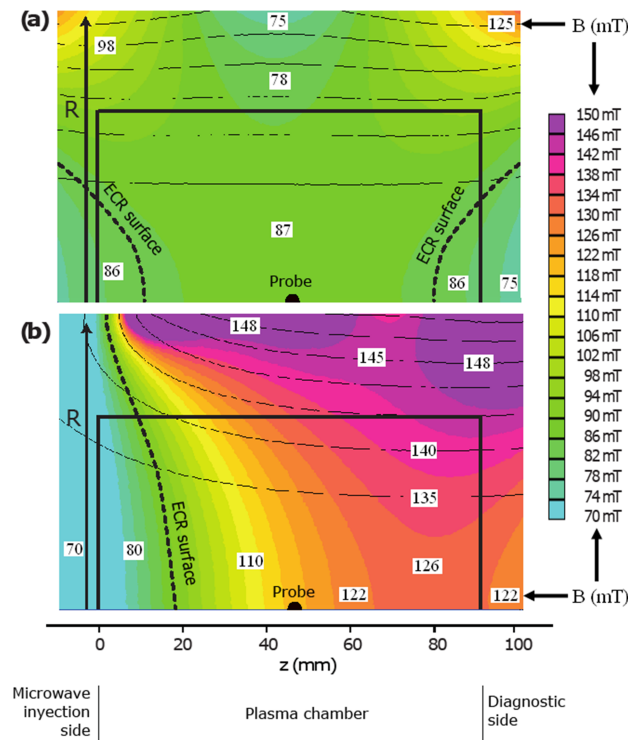 (a)
75
125
B (mT)
98
78
R
ECR surface
ECR surface
87
86
86
75
Probe
(b)
148
145
148
R
140
135
ECR surface
70
80
110
126
122
122
Probe
B (mT)
150 mT
146 mT
142 mT
138 mT
134 mT
130 mT
126 mT
122 mT
118 mT
114 mT
110 mT
106 mT
102 mT
98 mT
94 mT
90 mT
86 mT
82 mT
78 mT
74 mT
70 mT
0 20 40 60 80 100
z (mm)
Microwave
inyection
side
Plasma chamber
Diagnostic
side